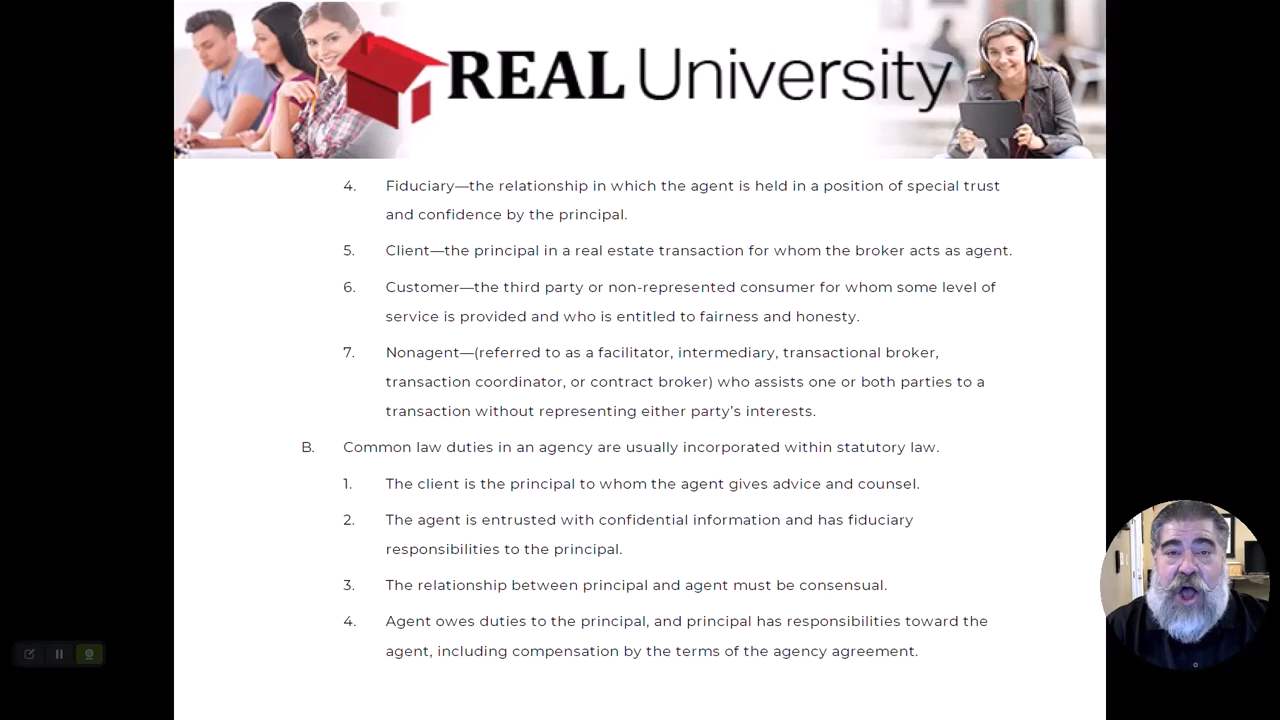 REAL University
4. Fiduciary—the relationship in which the agent is held in a position of special trust
and confidence by the principal.
5. Client—the principal in a real estate transaction for whom the broker acts as agent.
6. Customer—the third party or non-represented consumer for whom some level of
service is provided and who is entitled to fairness and honesty.
7. Nonagent—(referred to as a facilitator, intermediary, transactional broker,
transaction coordinator, or contract broker) who assists one or both parties to a
transaction without representing either party’s interests.
B. Common law duties in an agency are usually incorporated within statutory law.
1. The client is the principal to whom the agent gives advice and counsel.
2. The agent is entrusted with confidential information and has fiduciary
responsibilities to the principal.
3. The relationship between principal and agent must be consensual.
4. Agent owes duties to the principal, and principal has responsibilities toward the
agent, including compensation by the terms of the agency agreement.